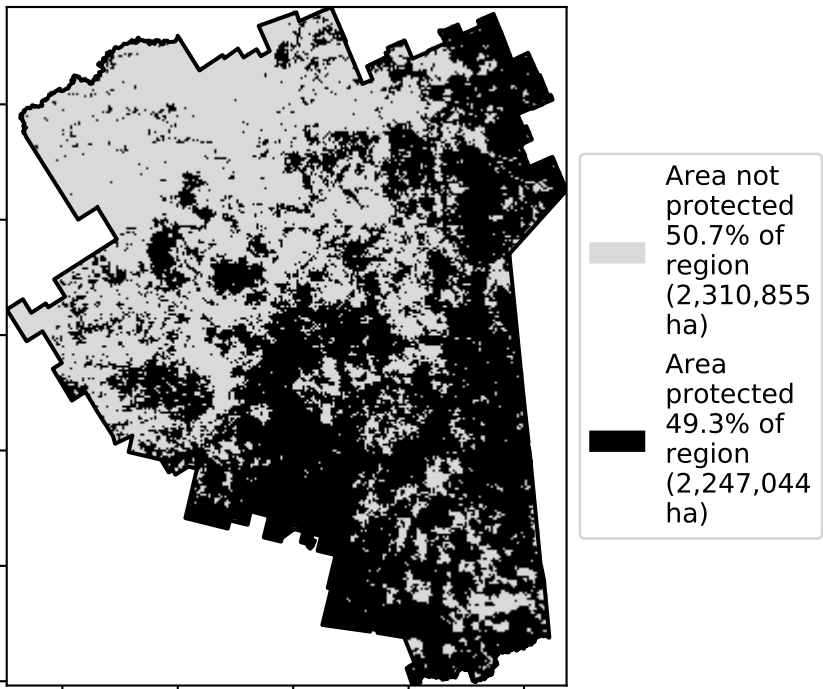 Area not
protected
50.7% of
region
(2,310,855
ha)
Area
protected
49.3% of
region
(2,247,044
ha)